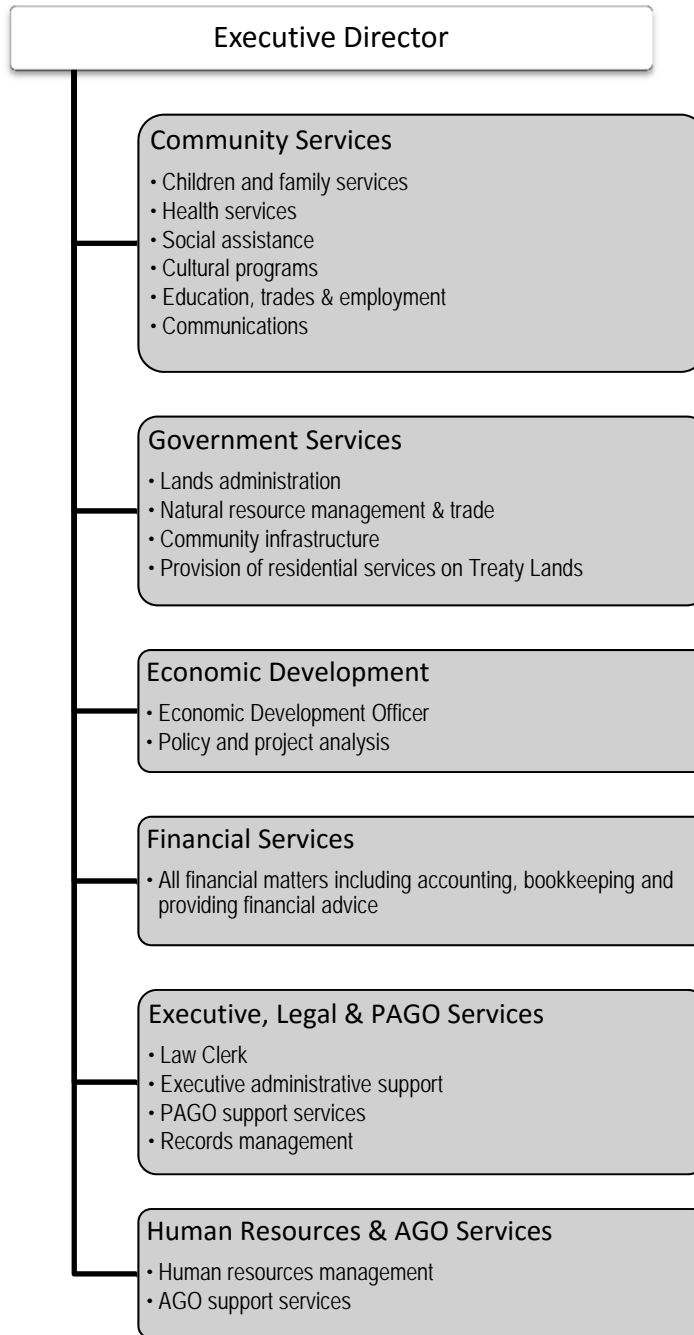 Executive Director
Community Services
• Children and family services
• Health services
• Social assistance
• Cultural programs
• Education, trades & employment
• Communications
Government Services
• Lands administration
• Natural resource management & trade
• Community infrastructure
• Provision of residential services on Treaty Lands
Economic Development
• Economic Development Officer
• Policy and project analysis
Financial Services
• All financial matters including accounting, bookkeeping and
providing financial advice
Executive, Legal & PAGO Services
• Law Clerk
• Executive administrative support
• PAGO support services
• Records management
Human Resources & AGO Services
• Human resources management
• AGO support services